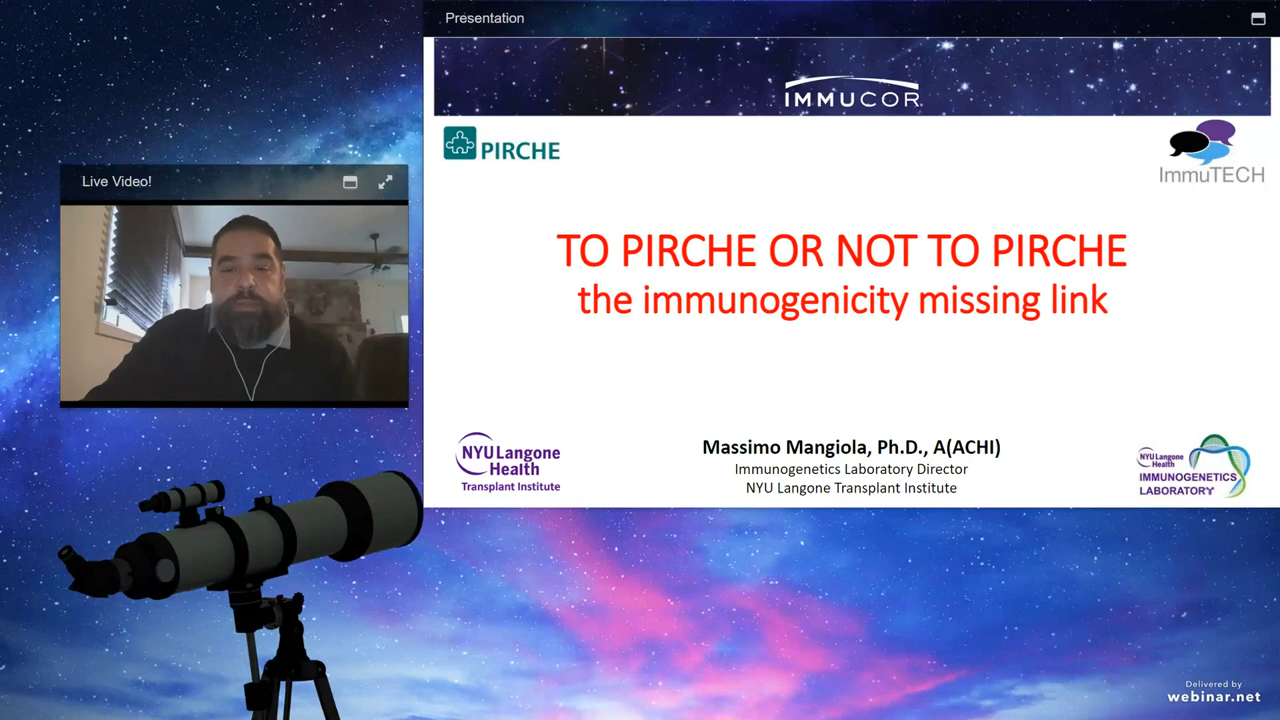 Presentation
IMMUCOR
PIRCHE
ImmuTECH
Live Video!
TO PIRCHE OR NOT TO PIRCHE
the immunogenicity missing link
NYU Langone
Health
Transplant Institute
Massimo Mangiola, Ph.D., A(ACHI)
Immunogenetics Laboratory Director
NYU Langone Transplant Institute
NYU Langone
Health
IMMUNOGENETICS
LABORATORY
Delivered by
webinar.net